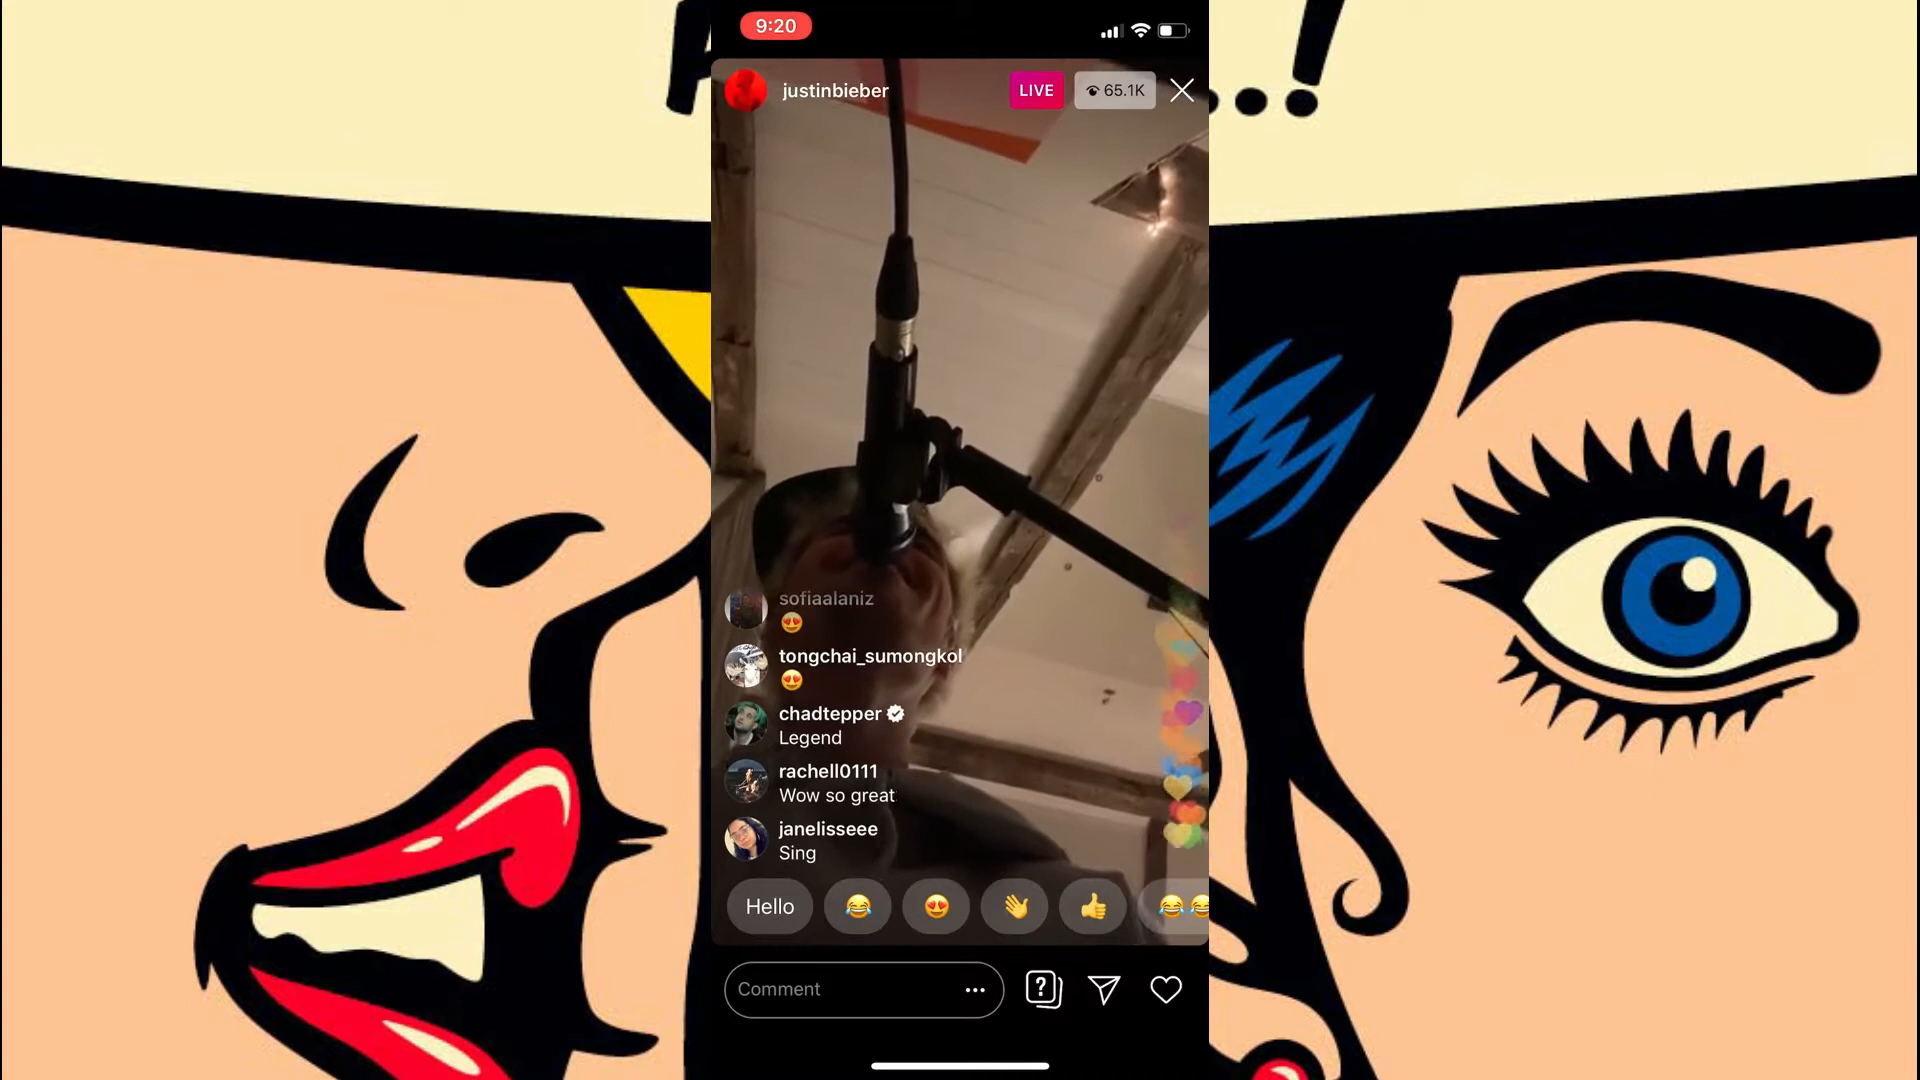 9:20
justinbieber
LIVE
65.1K
sofiaalaniz
😍
tongchai_sumongkol
😍
chadtepper
Legend
rachell0111
Wow so great
janelisseee
Sing
Hello 😂 😍 👋 👍 😂😂
Comment
..!